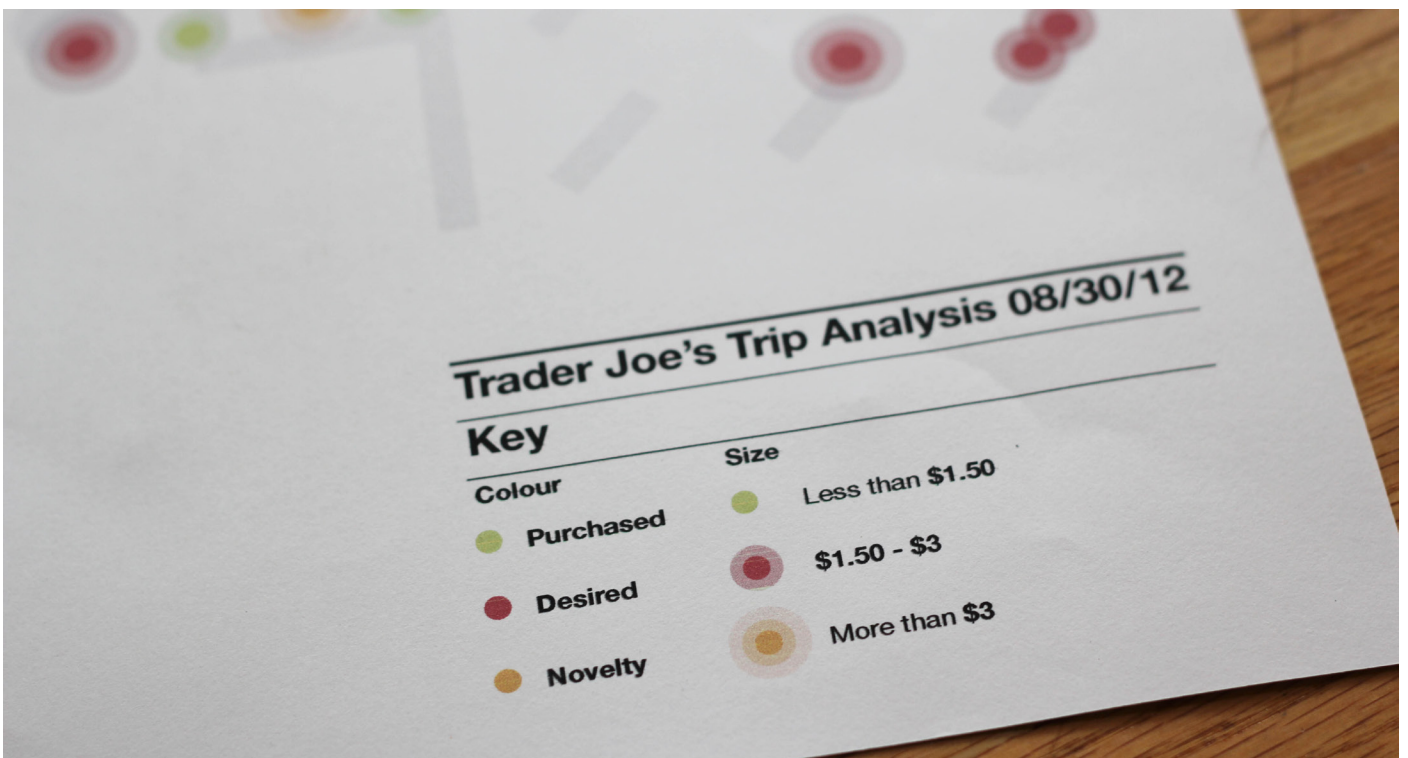 Trader Joe's Trip Analysis 08/30/12
Key
Colour
Purchased
Desired
Novelty
Size
Less than $1.50
$1.50 - $3
More than $3